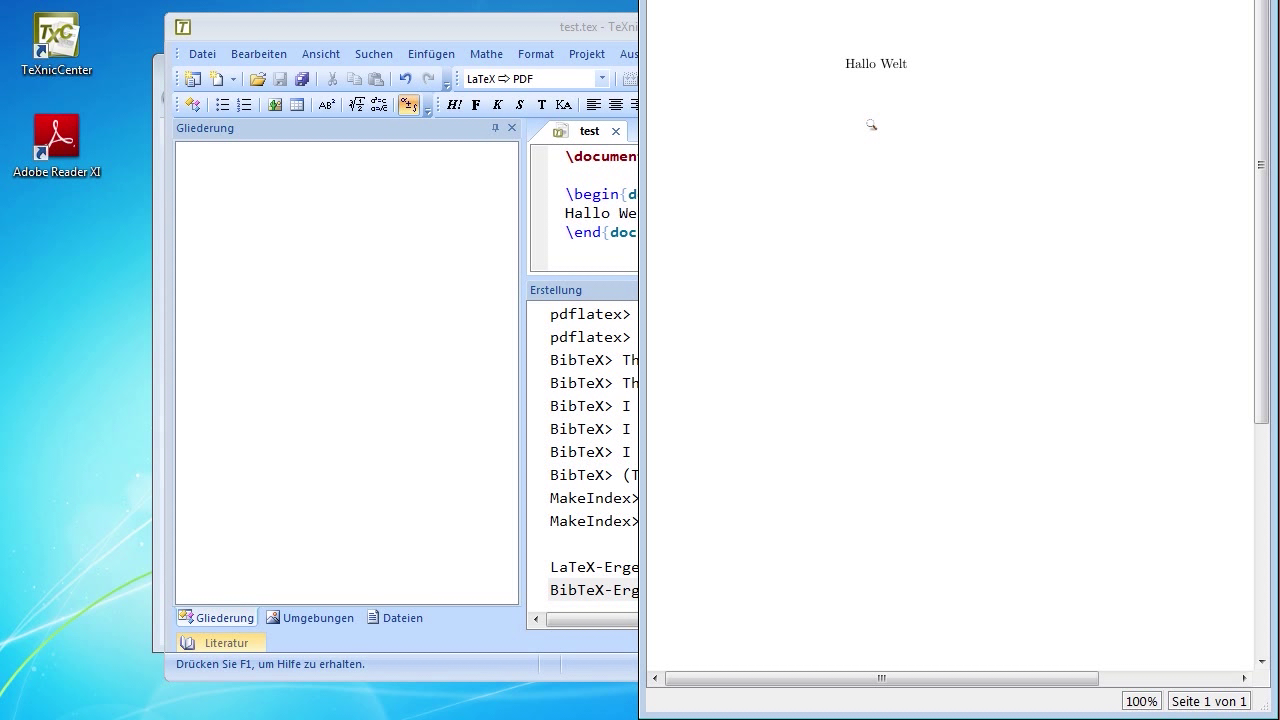 TeXnicCenter
Adobe Reader XI
test.tex - TeXni
Datei Bearbeiten Ansicht Suchen Einfügen Mathe Format Projekt Aus
LaTeX ⇨ PDF
H! F K S T KA
Gliederung
test
\documen
\begin{d
Hallo We
\end{doc
Erstellung
pdflatex>
pdflatex>
BibTeX> Th
BibTeX> Th
BibTeX> I
BibTeX> I
BibTeX> I
BibTeX> (T
MakeIndex>
MakeIndex>
LaTeX-Erge
BibTeX-Erg
Gliederung Umgebungen Dateien
Literatur
Drücken Sie F1, um Hilfe zu erhalten.
Hallo Welt
100% Seite 1 von 1